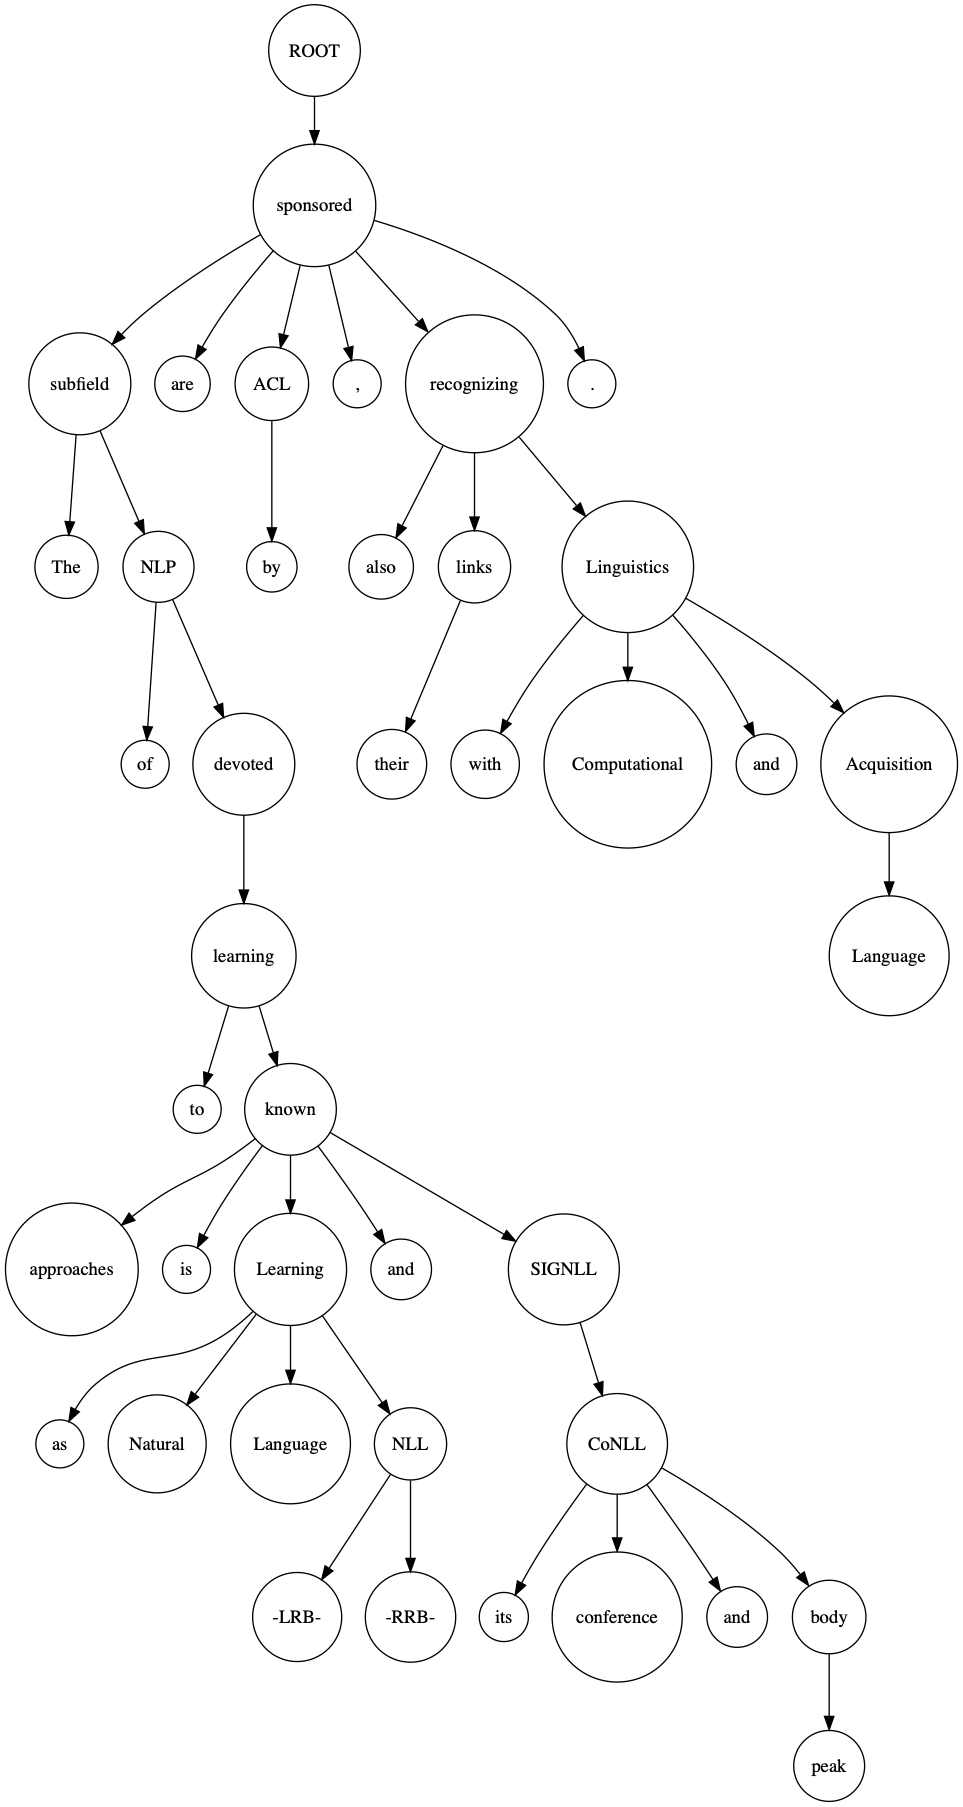 ROOT
sponsored
subfield are ACL , recognizing .
The NLP by also links Linguistics
of devoted their with Computational and Acquisition
learning Language
to known
approaches is Learning and SIGNLL
as Natural Language NLL CoNLL
-LRB- -RRB- its conference and body
peak